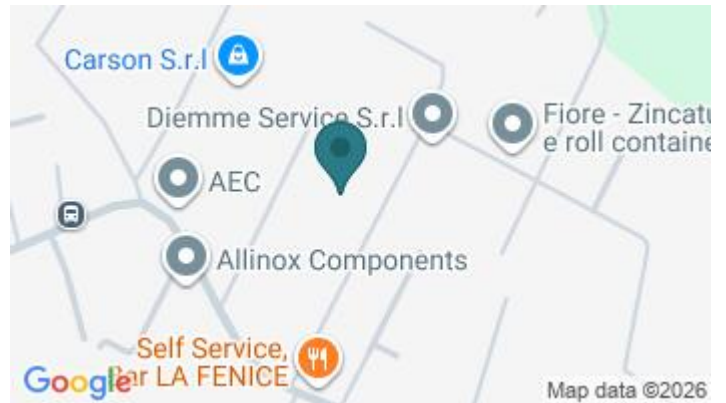 Carson S.r.l
Diemme Service S.r.l
Fiore - Zincatu
e roll containe
AEC
Allinox Components
Self Service,
Bar LA FENICE
Google
Map data ©2026